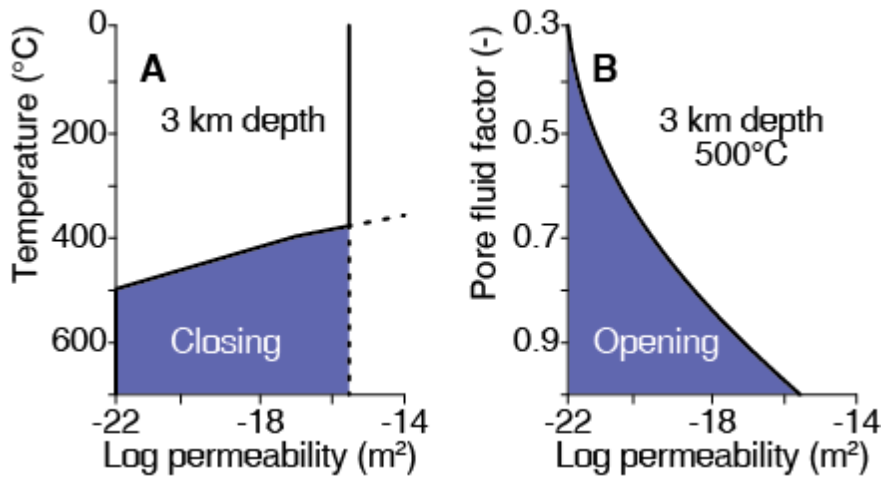 A
Temperature (°C)
0
200
400
600
3 km depth
Closing
-22
-18
-14
Log permeability (m²)
B
Pore fluid factor (-)
0.3
0.5
0.7
0.9
3 km depth
500°C
Opening
-22
-18
-14
Log permeability (m²)